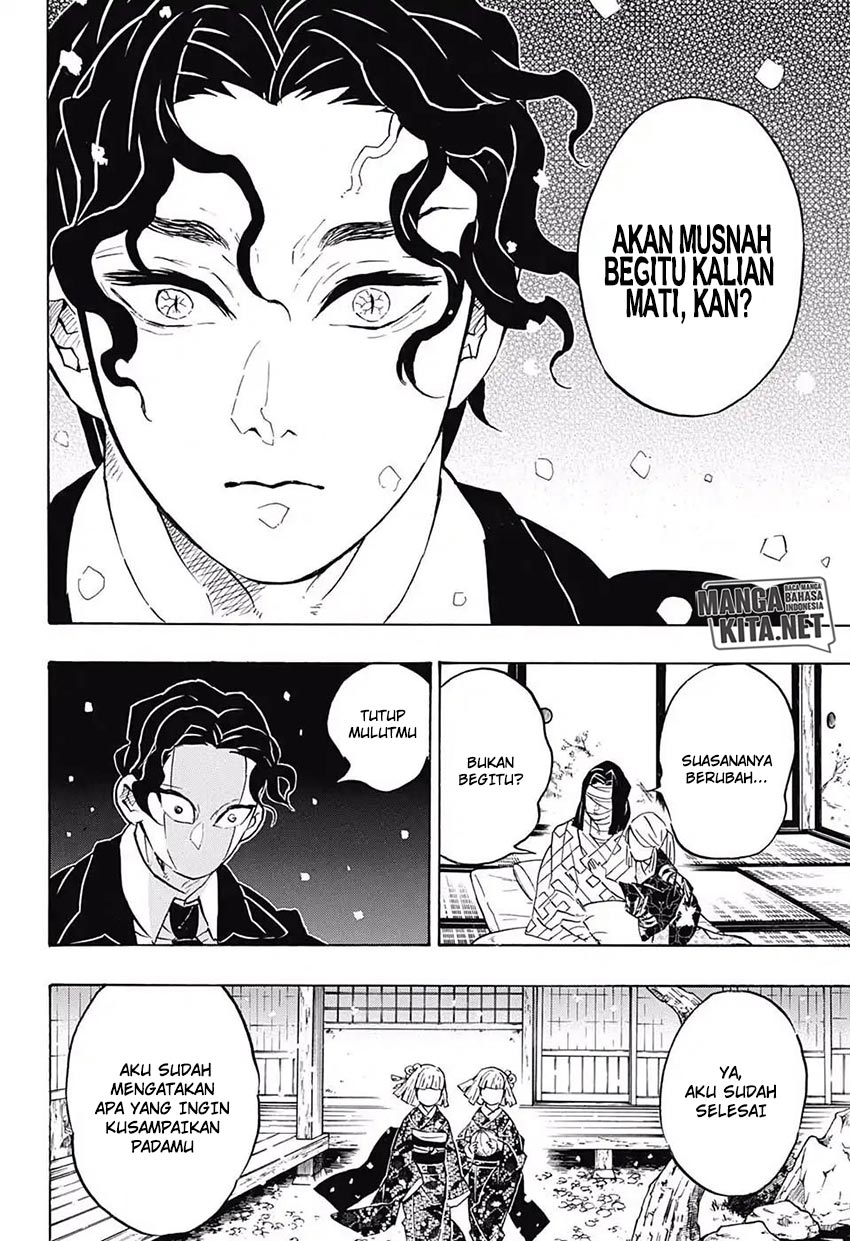 AKAN MUSNAH
BEGITU KALIAN
MATI, KAN?
MANGA
KITA.NET
BACA MANGA
BAHASA
INDONESIA
SUASANANYA
BERUBAH...
BUKAN
BEGITU?
TUTUP
MULUTMU
YA,
AKU SUDAH
SELESAI
AKU SUDAH
MENGATAKAN
APA YANG INGIN
KUSAMPAIKAN
PADAMU